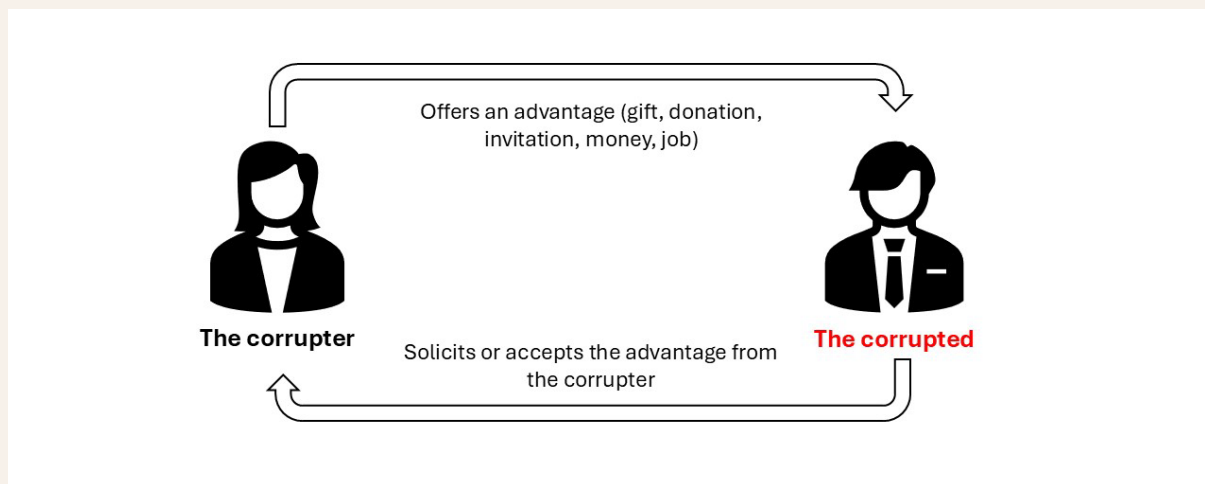 Offers an advantage (gift, donation,
invitation, money, job)
The corrupter
The corrupted
Solicits or accepts the advantage from
the corrupter